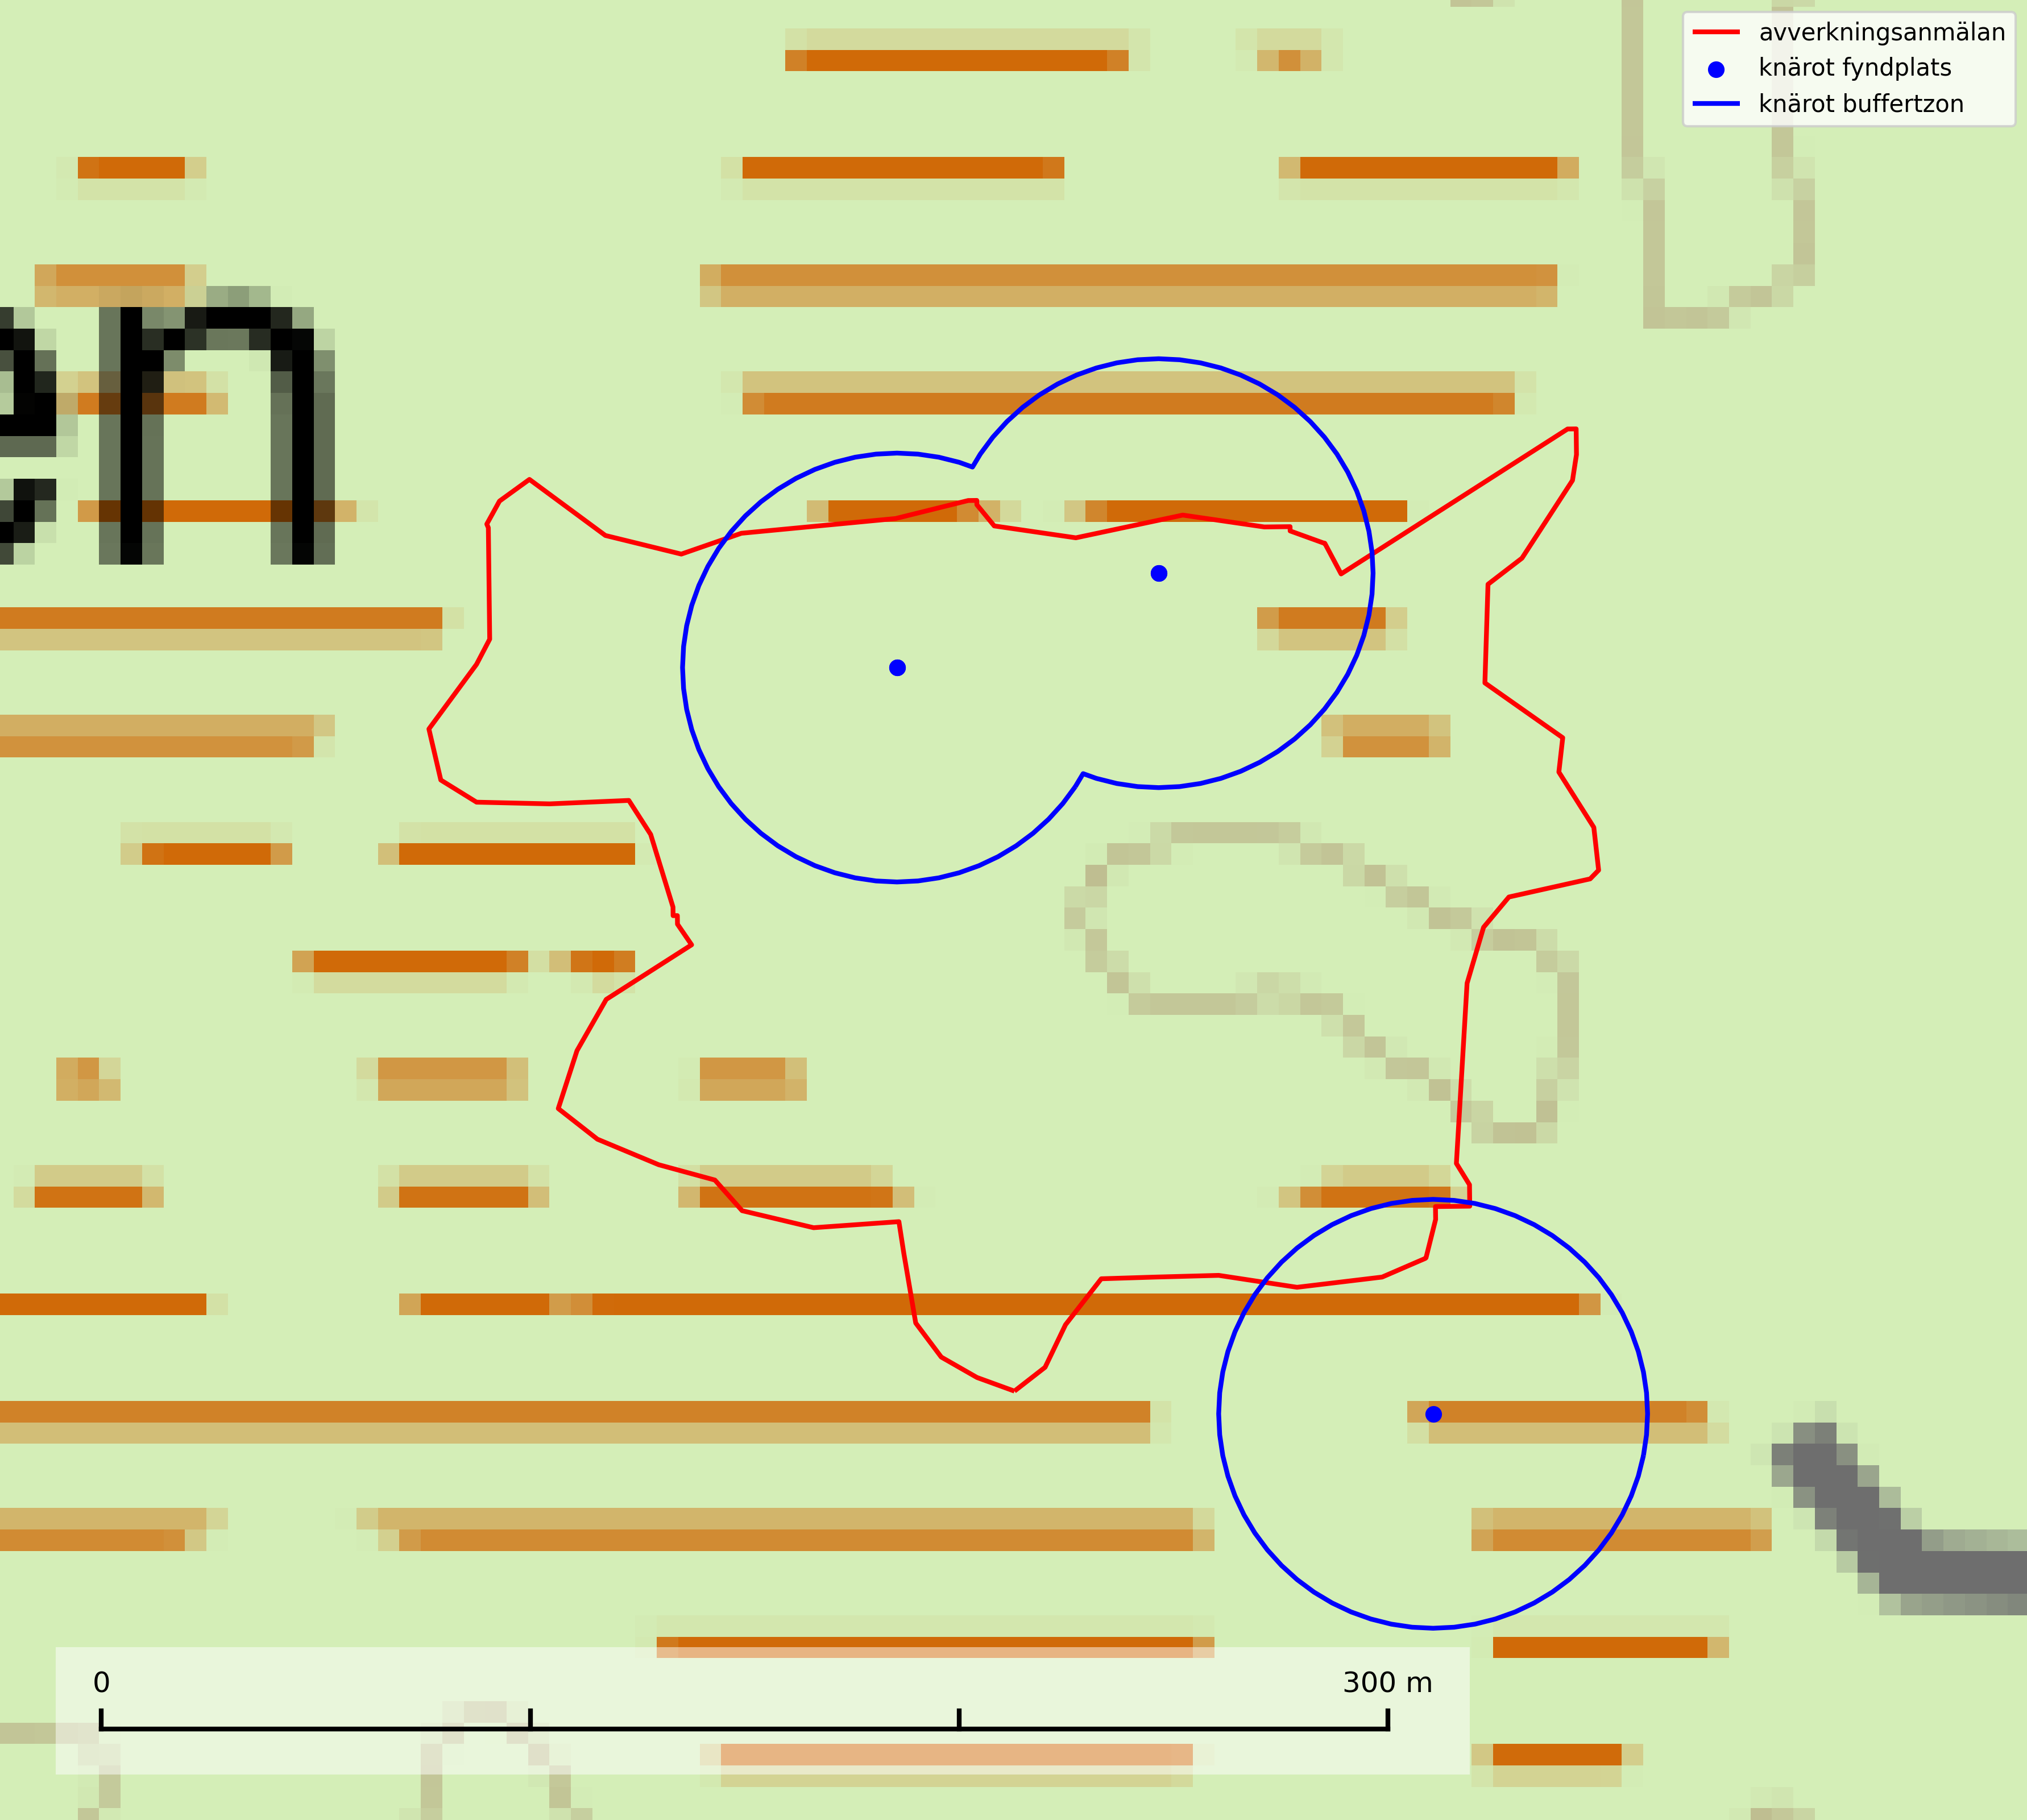 avverkningsanmälan
knärot fyndplats
knärot buffertzon
n
0 300 m